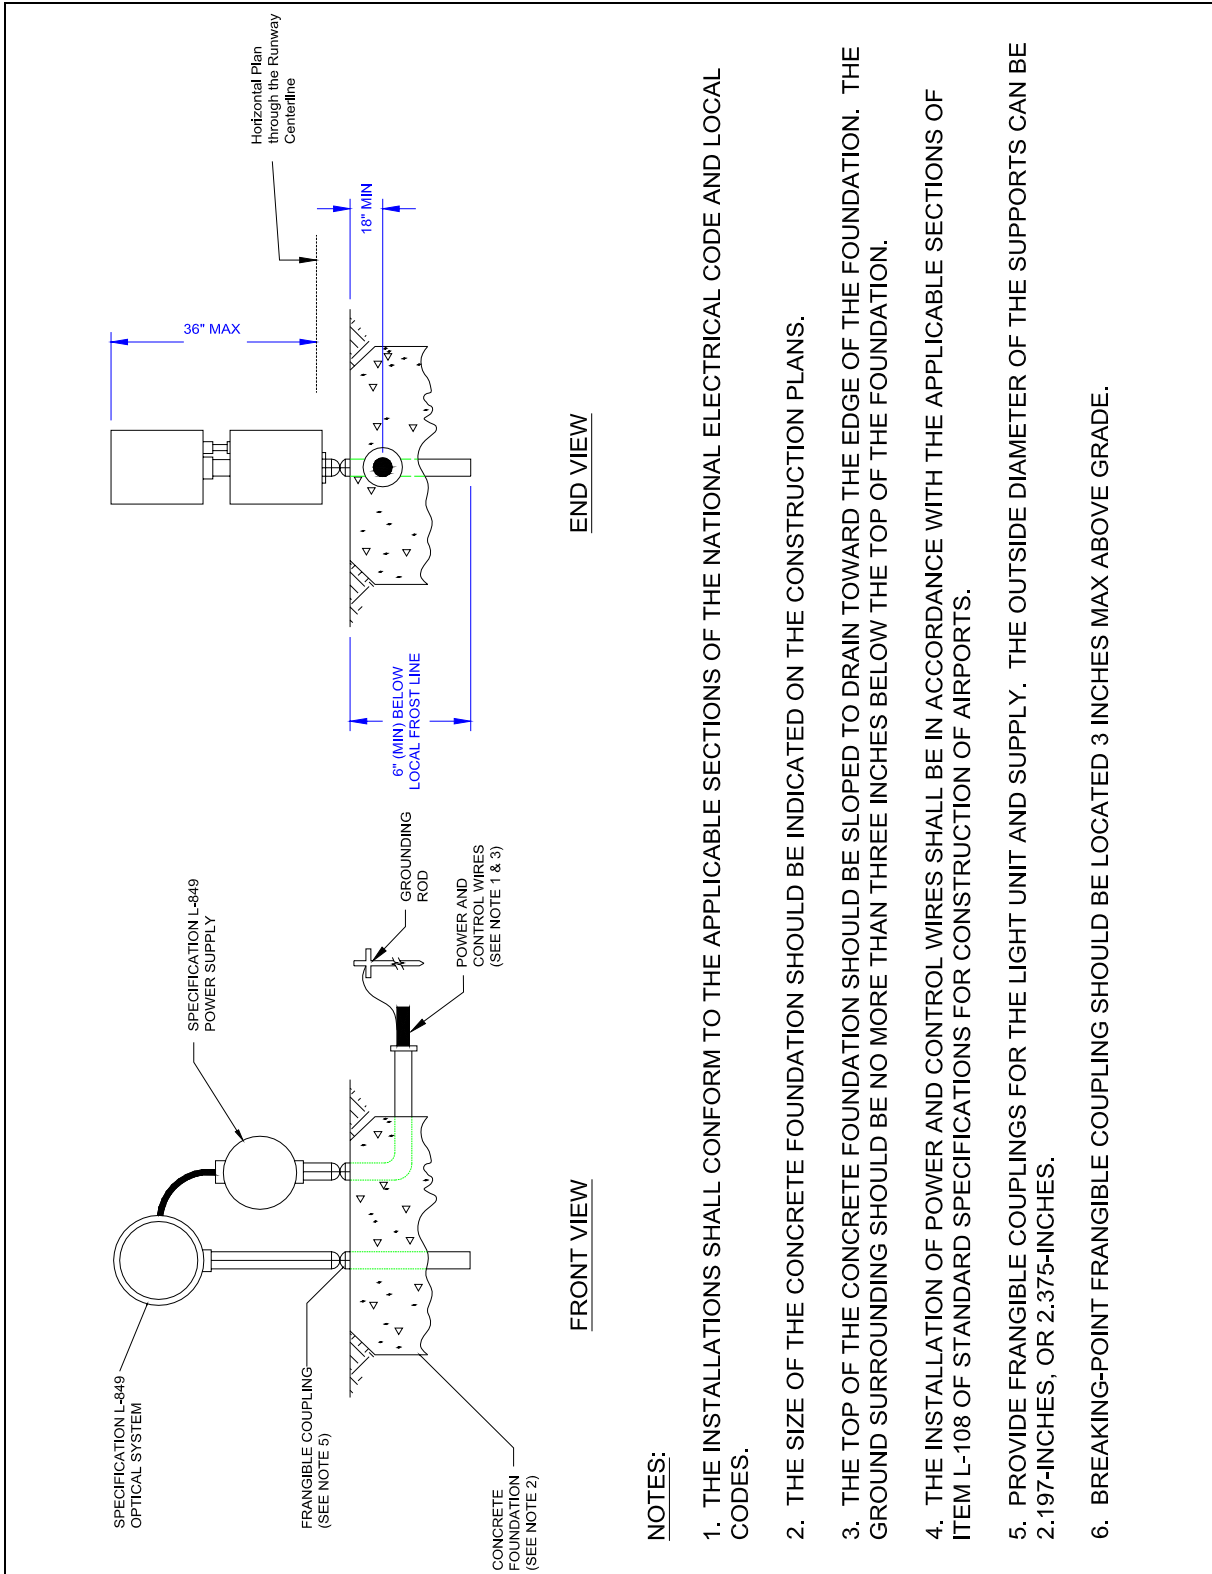 SPECIFICATION L-849
OPTICAL SYSTEM
SPECIFICATION L-849
POWER SUPPLY
FRANGIBLE COUPLING
(SEE NOTE 5)
CONCRETE
FOUNDATION
(SEE NOTE 2)
GROUNDING
ROD
POWER AND
CONTROL WIRES
(SEE NOTE 1 & 3)
FRONT VIEW
36" MAX
Horizontal Plan
through the Runway
Centerline
18" MIN
6" (MIN) BELOW
LOCAL FROST LINE
END VIEW
NOTES:
1. THE INSTALLATIONS SHALL CONFORM TO THE APPLICABLE SECTIONS OF THE NATIONAL ELECTRICAL CODE AND LOCAL
CODES.
2. THE SIZE OF THE CONCRETE FOUNDATION SHOULD BE INDICATED ON THE CONSTRUCTION PLANS.
3. THE TOP OF THE CONCRETE FOUNDATION SHOULD BE SLOPED TO DRAIN TOWARD THE EDGE OF THE FOUNDATION. THE
GROUND SURROUNDING SHOULD BE NO MORE THAN THREE INCHES BELOW THE TOP OF THE FOUNDATION.
4. THE INSTALLATION OF POWER AND CONTROL WIRES SHALL BE IN ACCORDANCE WITH THE APPLICABLE SECTIONS OF
ITEM L-108 OF STANDARD SPECIFICATIONS FOR CONSTRUCTION OF AIRPORTS.
5. PROVIDE FRANGIBLE COUPLINGS FOR THE LIGHT UNIT AND SUPPLY. THE OUTSIDE DIAMETER OF THE SUPPORTS CAN BE
2.197-INCHES, OR 2.375-INCHES.
6. BREAKING-POINT FRANGIBLE COUPLING SHOULD BE LOCATED 3 INCHES MAX ABOVE GRADE.